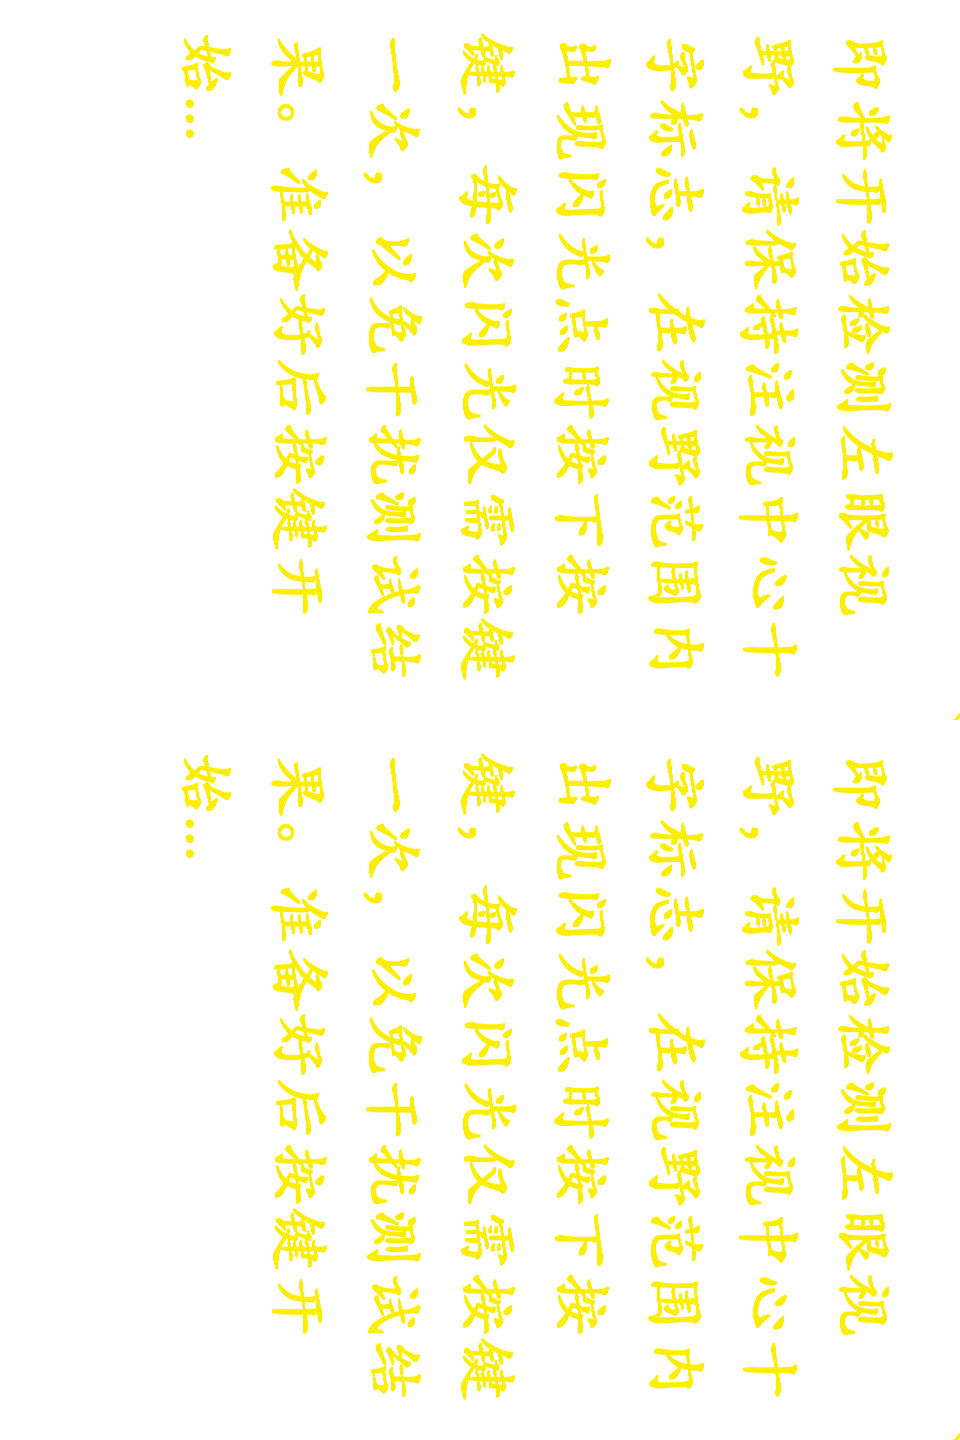 即将开始检测左眼视
野，请保持注视中心十
字标志，在视野范围内
出现闪光点时按下按
键，每次闪光仅需按键
一次，以免干扰测试结
果。准备好后按键开
始...
即将开始检测左眼视
野，请保持注视中心十
字标志，在视野范围内
出现闪光点时按下按
键，每次闪光仅需按键
一次，以免干扰测试结
果。准备好后按键开
始...